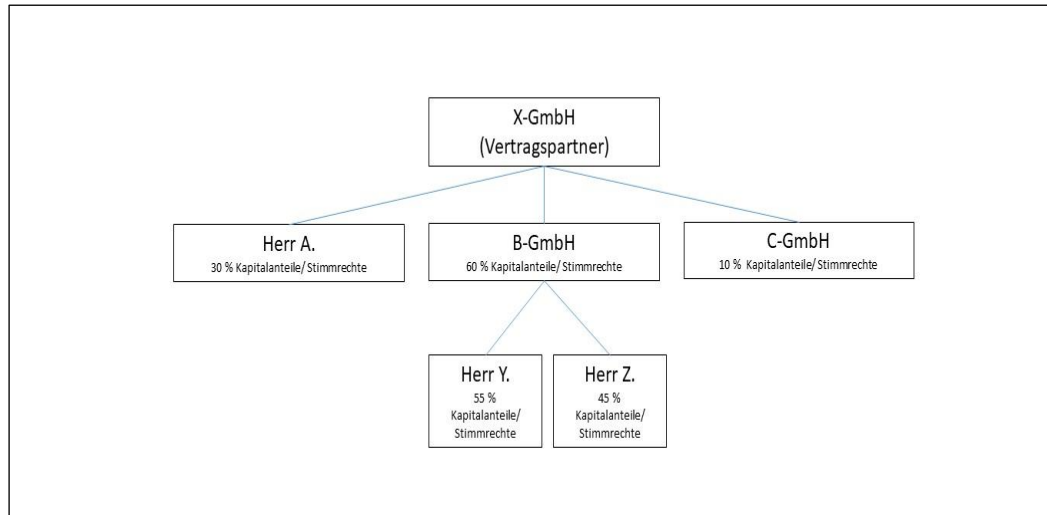 X-GmbH
(Vertragspartner)
Herr A.
30 % Kapitalanteile/ Stimmrechte
B-GmbH
60 % Kapitalanteile/ Stimmrechte
C-GmbH
10 % Kapitalanteile/ Stimmrechte
Herr Y.
55 %
Kapitalanteile/
Stimmrechte
Herr Z.
45 %
Kapitalanteile/
Stimmrechte